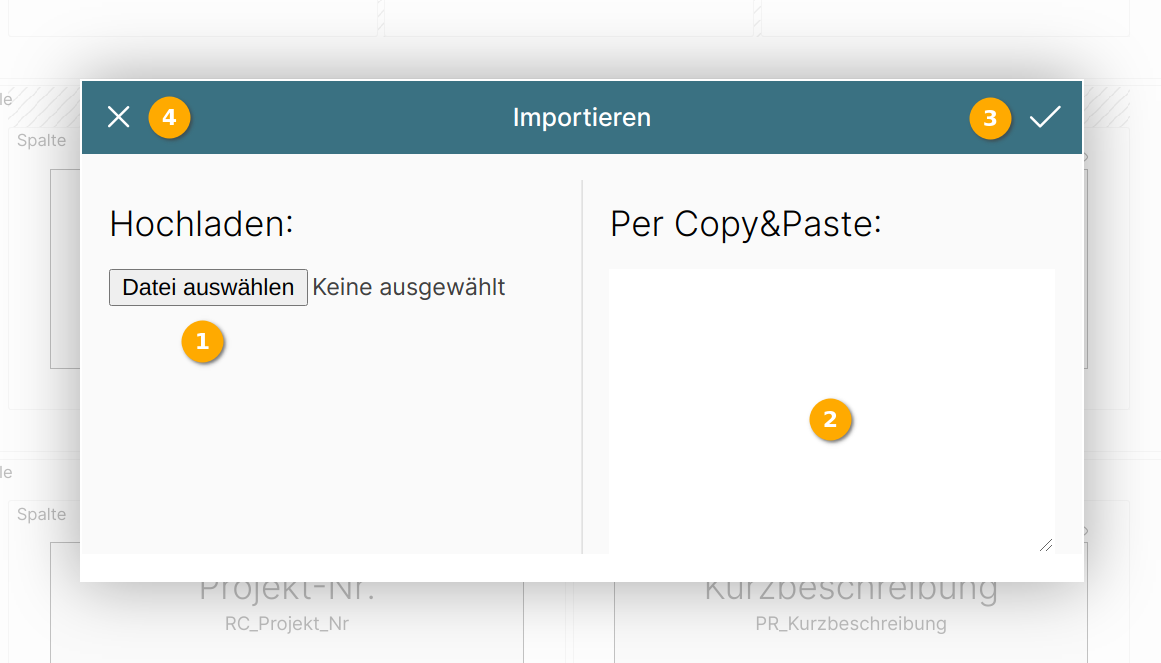 le
Spalte
4
Importieren
3
Hochladen:
Per Copy&Paste:
Datei auswählen
Keine ausgewählt
1
2
le
Spalte
Projekt-Nr.
Kurzbeschreibung
RC_Projekt_Nr
PR_Kurzbeschreibung